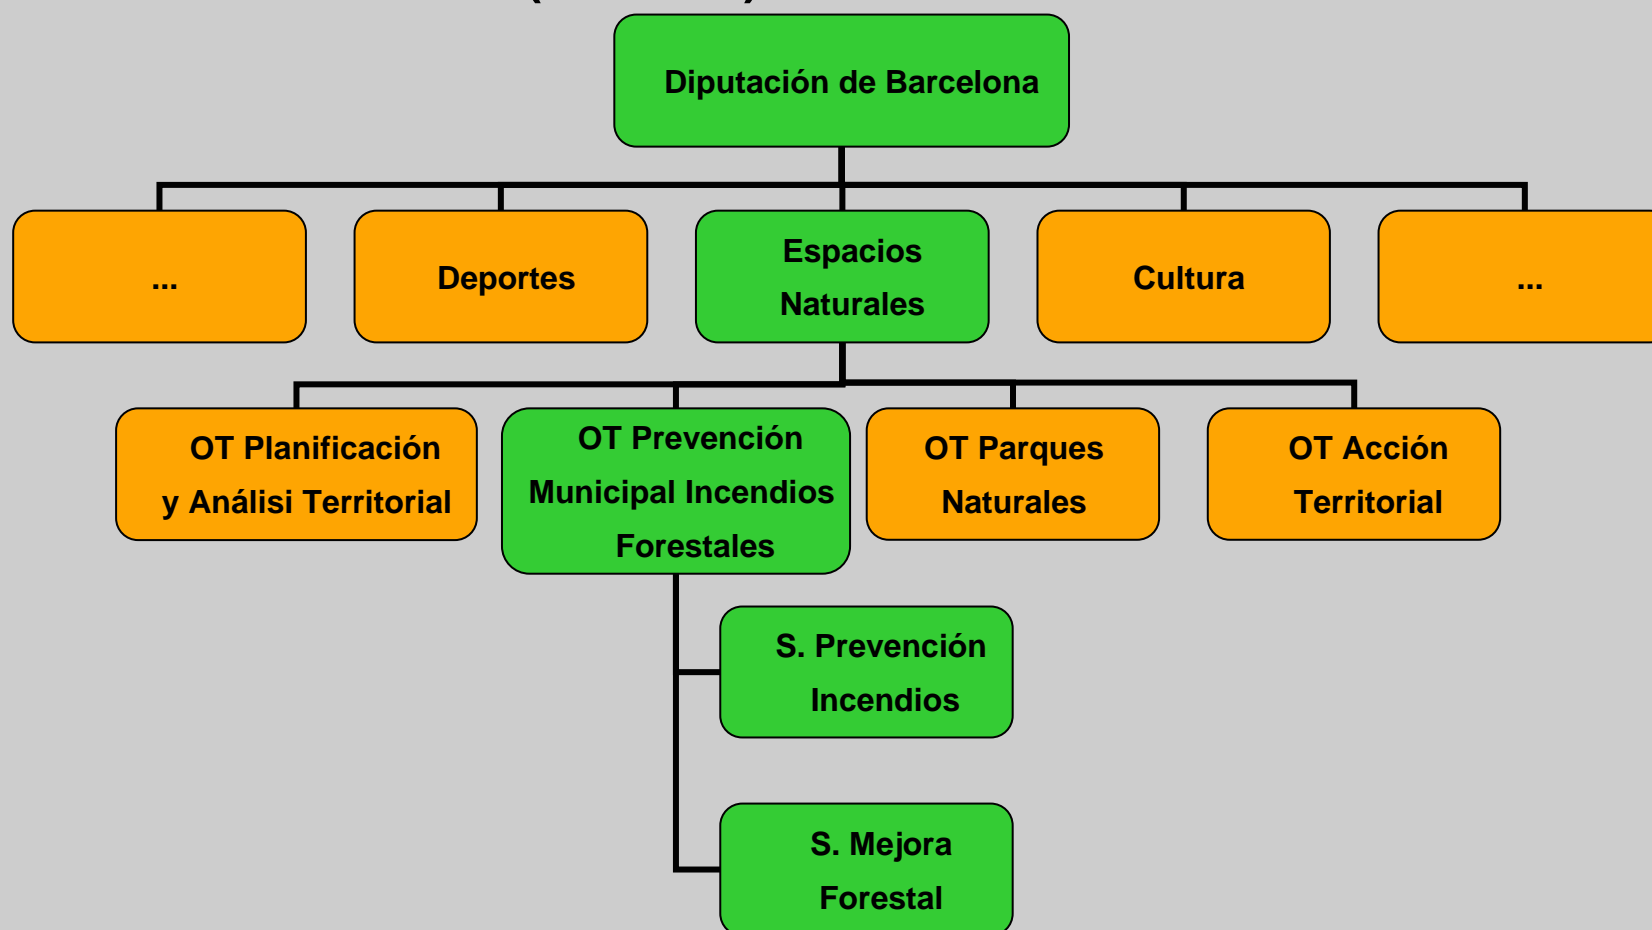 Diputación de Barcelona
...
Deportes
Espacios
Naturales
Cultura
...
OT Planificación
y Análisi Territorial
OT Prevención
Municipal Incendios
Forestales
OT Parques
Naturales
OT Acción
Territorial
S. Prevención
Incendios
S. Mejora
Forestal